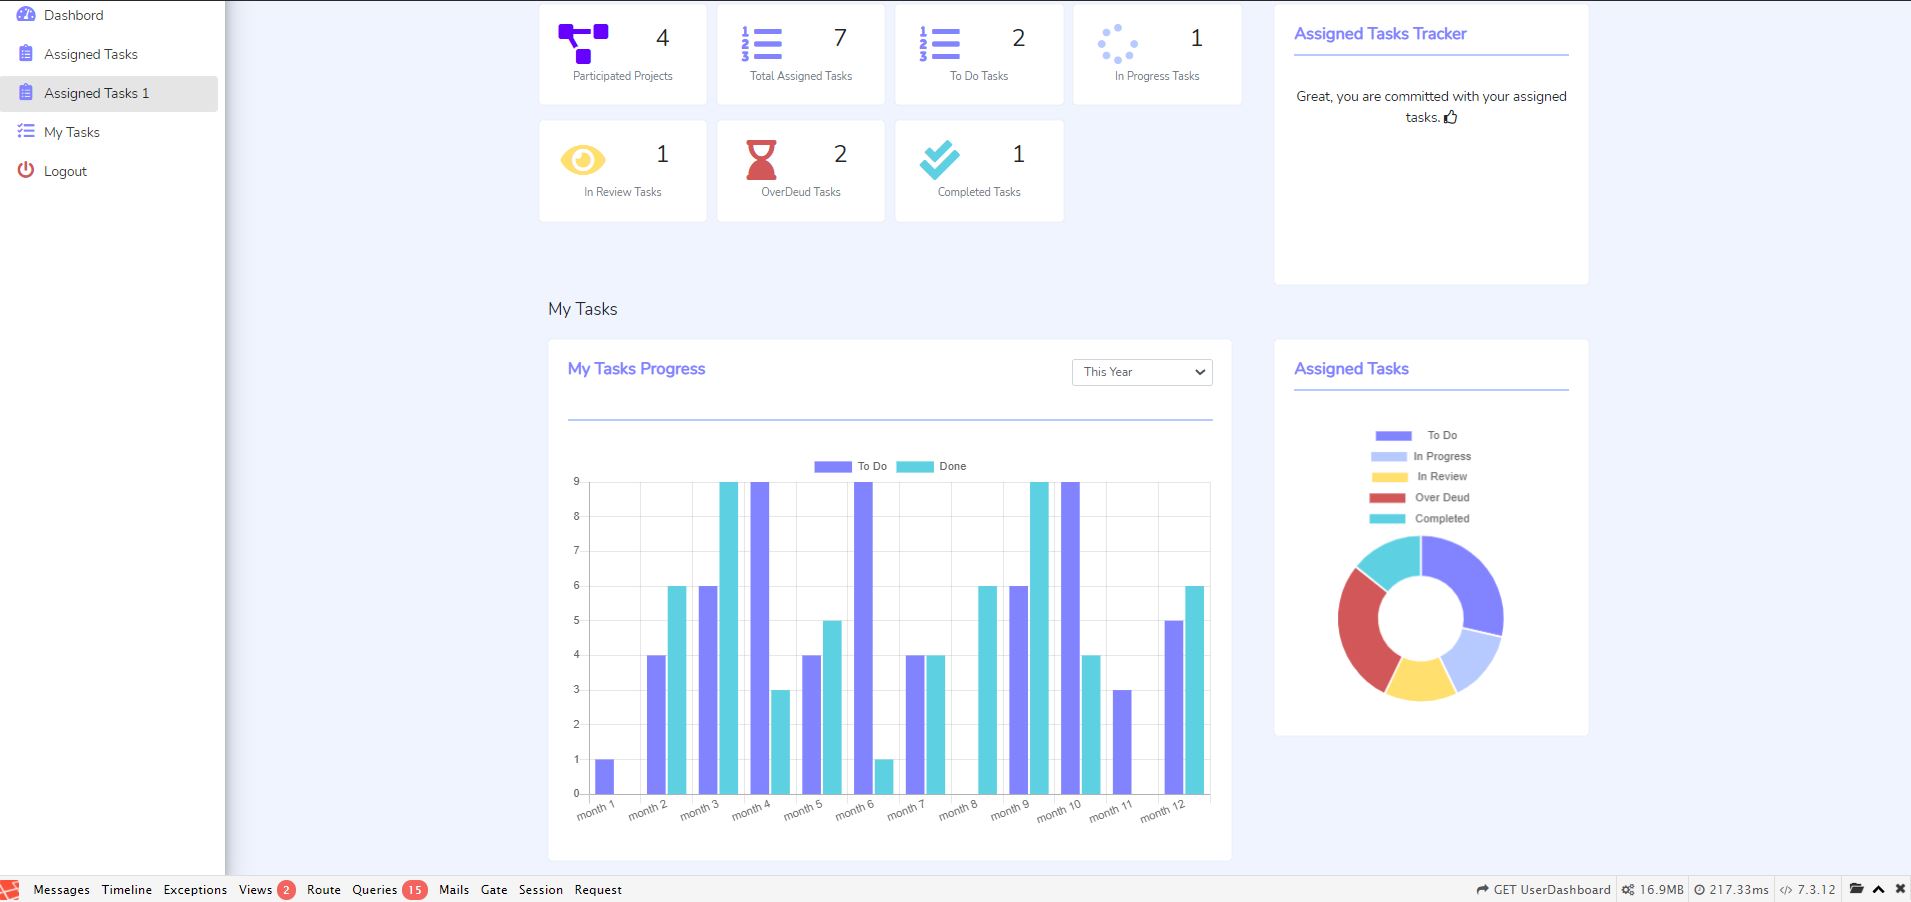 Dashbord
Assigned Tasks
Assigned Tasks 1
My Tasks
Logout
4
Participated Projects
7
Total Assigned Tasks
2
To Do Tasks
1
In Progress Tasks
1
In Review Tasks
2
OverDeud Tasks
1
Completed Tasks
Assigned Tasks Tracker
Great, you are committed with your assigned
tasks.
My Tasks
My Tasks Progress
This Year
To Do Done
9
8
7
6
5
4
3
2
1
0
month 1 month 2 month 3 month 4 month 5 month 6 month 7 month 8 month 9 month 10 month 11 month 12
Assigned Tasks
To Do
In Progress
In Review
Over Deud
Completed
Messages Timeline Exceptions Views 2 Route Queries 15 Mails Gate Session Request GET UserDashboard 16.9MB 217.33ms 7.3.12